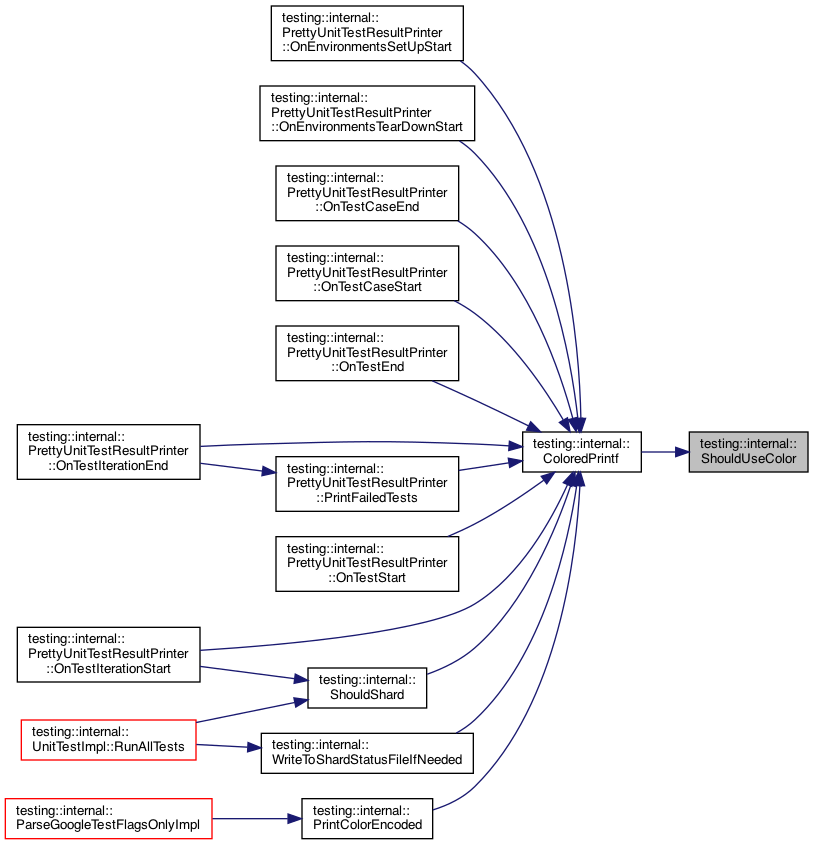 testing::internal::
PrettyUnitTestResultPrinter
::OnEnvironmentsSetUpStart
testing::internal::
PrettyUnitTestResultPrinter
::OnEnvironmentsTearDownStart
testing::internal::
PrettyUnitTestResultPrinter
::OnTestCaseEnd
testing::internal::
PrettyUnitTestResultPrinter
::OnTestCaseStart
testing::internal::
PrettyUnitTestResultPrinter
::OnTestEnd
testing::internal::
PrettyUnitTestResultPrinter
::OnTestIterationEnd
testing::internal::
PrettyUnitTestResultPrinter
::PrintFailedTests
testing::internal::
ColoredPrintf
testing::internal::
ShouldUseColor
testing::internal::
PrettyUnitTestResultPrinter
::OnTestStart
testing::internal::
PrettyUnitTestResultPrinter
::OnTestIterationStart
testing::internal::
ShouldShard
testing::internal::
UnitTestImpl::RunAllTests
testing::internal::
WriteToShardStatusFileIfNeeded
testing::internal::
ParseGoogleTestFlagsOnlyImpl
testing::internal::
PrintColorEncoded